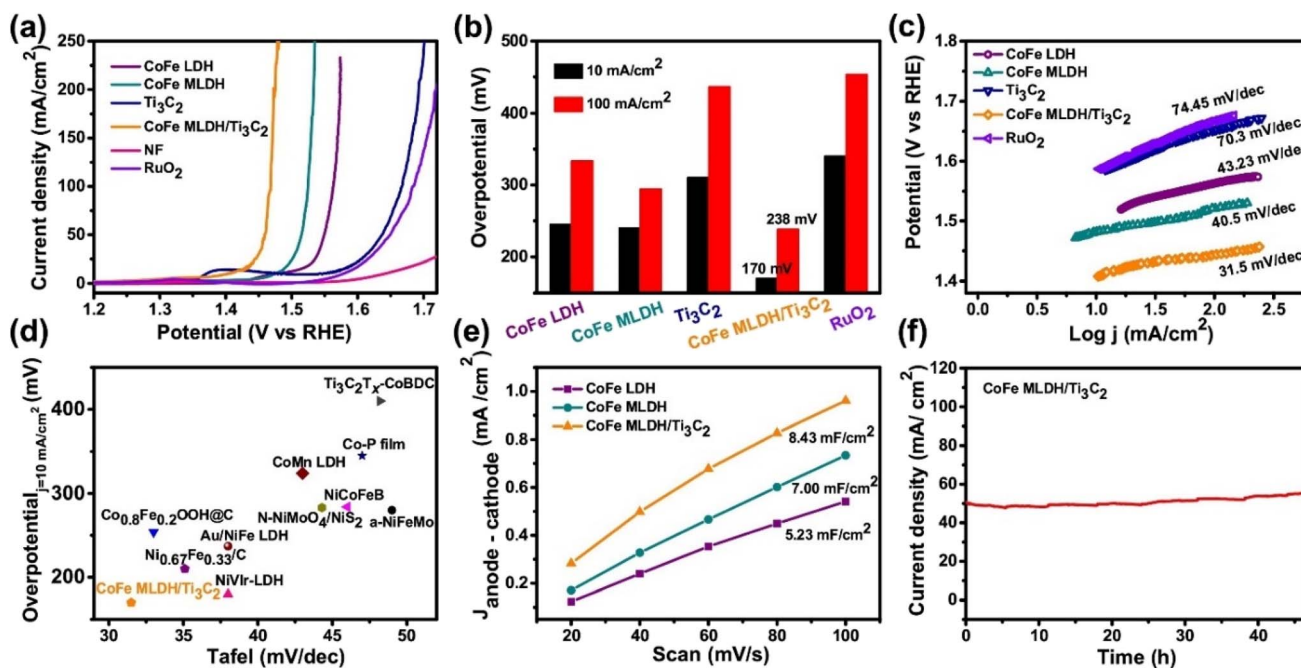 (a)
250
200
150
100
50
0
Current density (mA/cm²)
CoFe LDH
CoFe MLDH
Ti₃C₂
CoFe MLDH/Ti₃C₂
NF
RuO₂
1.2 1.3 1.4 1.5 1.6 1.7
Potential (V vs RHE)
(b)
500
400
300
200
Overpotential (mV)
10 mA/cm²
100 mA/cm²
238 mV
170 mV
CoFe LDH
CoFe MLDH
Ti₃C₂
CoFe MLDH/Ti₃C₂
RuO₂
(c)
1.8
1.7
1.6
1.5
1.4
Potential (V vs RHE)
CoFe LDH
CoFe MLDH
Ti₃C₂
CoFe MLDH/Ti₃C₂
RuO₂
74.45 mV/dec
70.3 mV/dec
43.23 mV/dec
40.5 mV/dec
31.5 mV/dec
0.0 0.5 1.0 1.5 2.0 2.5
Log j (mA/cm²)
(d)
400
300
200
Overpotential j=10 mA/cm² (mV)
Ti₃C₂Tₓ-CoBDC
Co-P film
CoMn LDH
NiCoFeB
N-NiMoO₄/NiS₂
a-NiFeMo
Co₀.₈Fe₀.₂OOH@C
Au/NiFe LDH
Ni₀.₆₇Fe₀.₃₃/C
CoFe MLDH/Ti₃C₂
NiVIr-LDH
30 35 40 45 50
Tafel (mV/dec)
(e)
1.0
0.8
0.6
0.4
0.2
J anode - cathode (mA /cm²)
CoFe LDH
CoFe MLDH
CoFe MLDH/Ti₃C₂
8.43 mF/cm²
7.00 mF/cm²
5.23 mF/cm²
20 40 60 80 100
Scan (mV/s)
(f)
120
100
80
60
40
20
0
Current density (mA/ cm²)
CoFe MLDH/Ti₃C₂
0 10 20 30 40
Time (h)